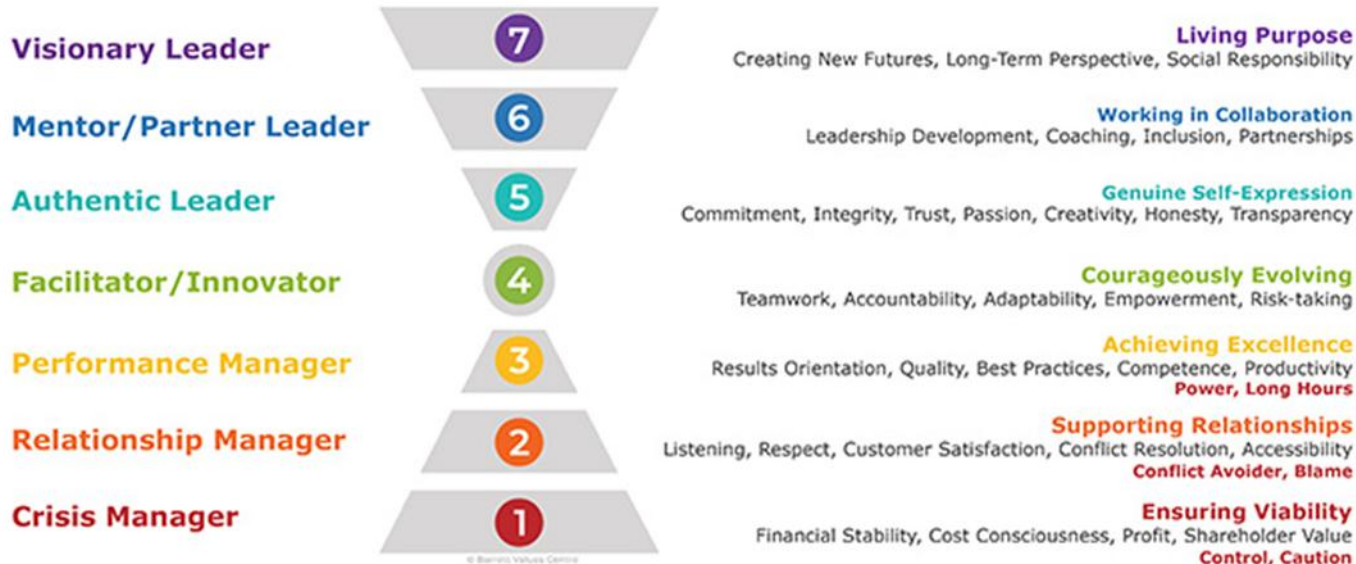 Visionary Leader
7
Living Purpose
Creating New Futures, Long-Term Perspective, Social Responsibility
Mentor/Partner Leader
6
Working in Collaboration
Leadership Development, Coaching, Inclusion, Partnerships
Authentic Leader
5
Genuine Self-Expression
Commitment, Integrity, Trust, Passion, Creativity, Honesty, Transparency
Facilitator/Innovator
4
Courageously Evolving
Teamwork, Accountability, Adaptability, Empowerment, Risk-taking
Performance Manager
3
Achieving Excellence
Results Orientation, Quality, Best Practices, Competence, Productivity
Power, Long Hours
Relationship Manager
2
Supporting Relationships
Listening, Respect, Customer Satisfaction, Conflict Resolution, Accessibility
Conflict Avoider, Blame
Crisis Manager
1
Ensuring Viability
Financial Stability, Cost Consciousness, Profit, Shareholder Value
Control, Caution
© Barrett Values Centre